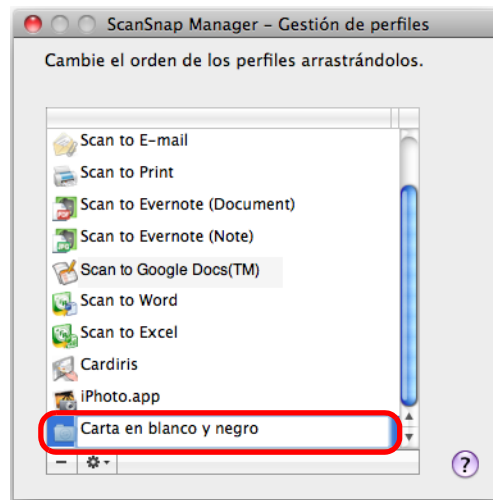 ScanSnap Manager – Gestión de perfiles
Cambie el orden de los perfiles arrastrándolos.
Scan to E-mail
Scan to Print
Scan to Evernote (Document)
Scan to Evernote (Note)
Scan to Google Docs(TM)
Scan to Word
Scan to Excel
Cardiris
iPhoto.app
Carta en blanco y negro